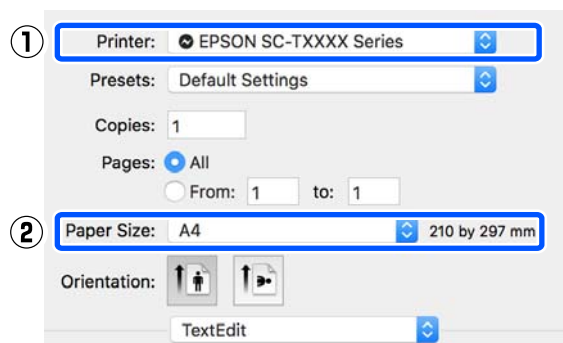 ① Printer: EPSON SC-TXXXX Series
Presets: Default Settings
Copies: 1
Pages: All
From: 1 to: 1
② Paper Size: A4 210 by 297 mm
Orientation:
TextEdit